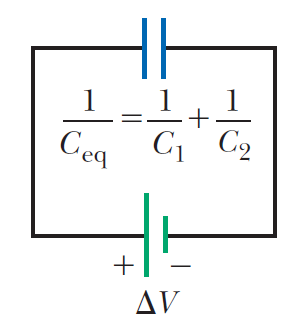 1/C_eq = 1/C_1 + 1/C_2
+ −
ΔV